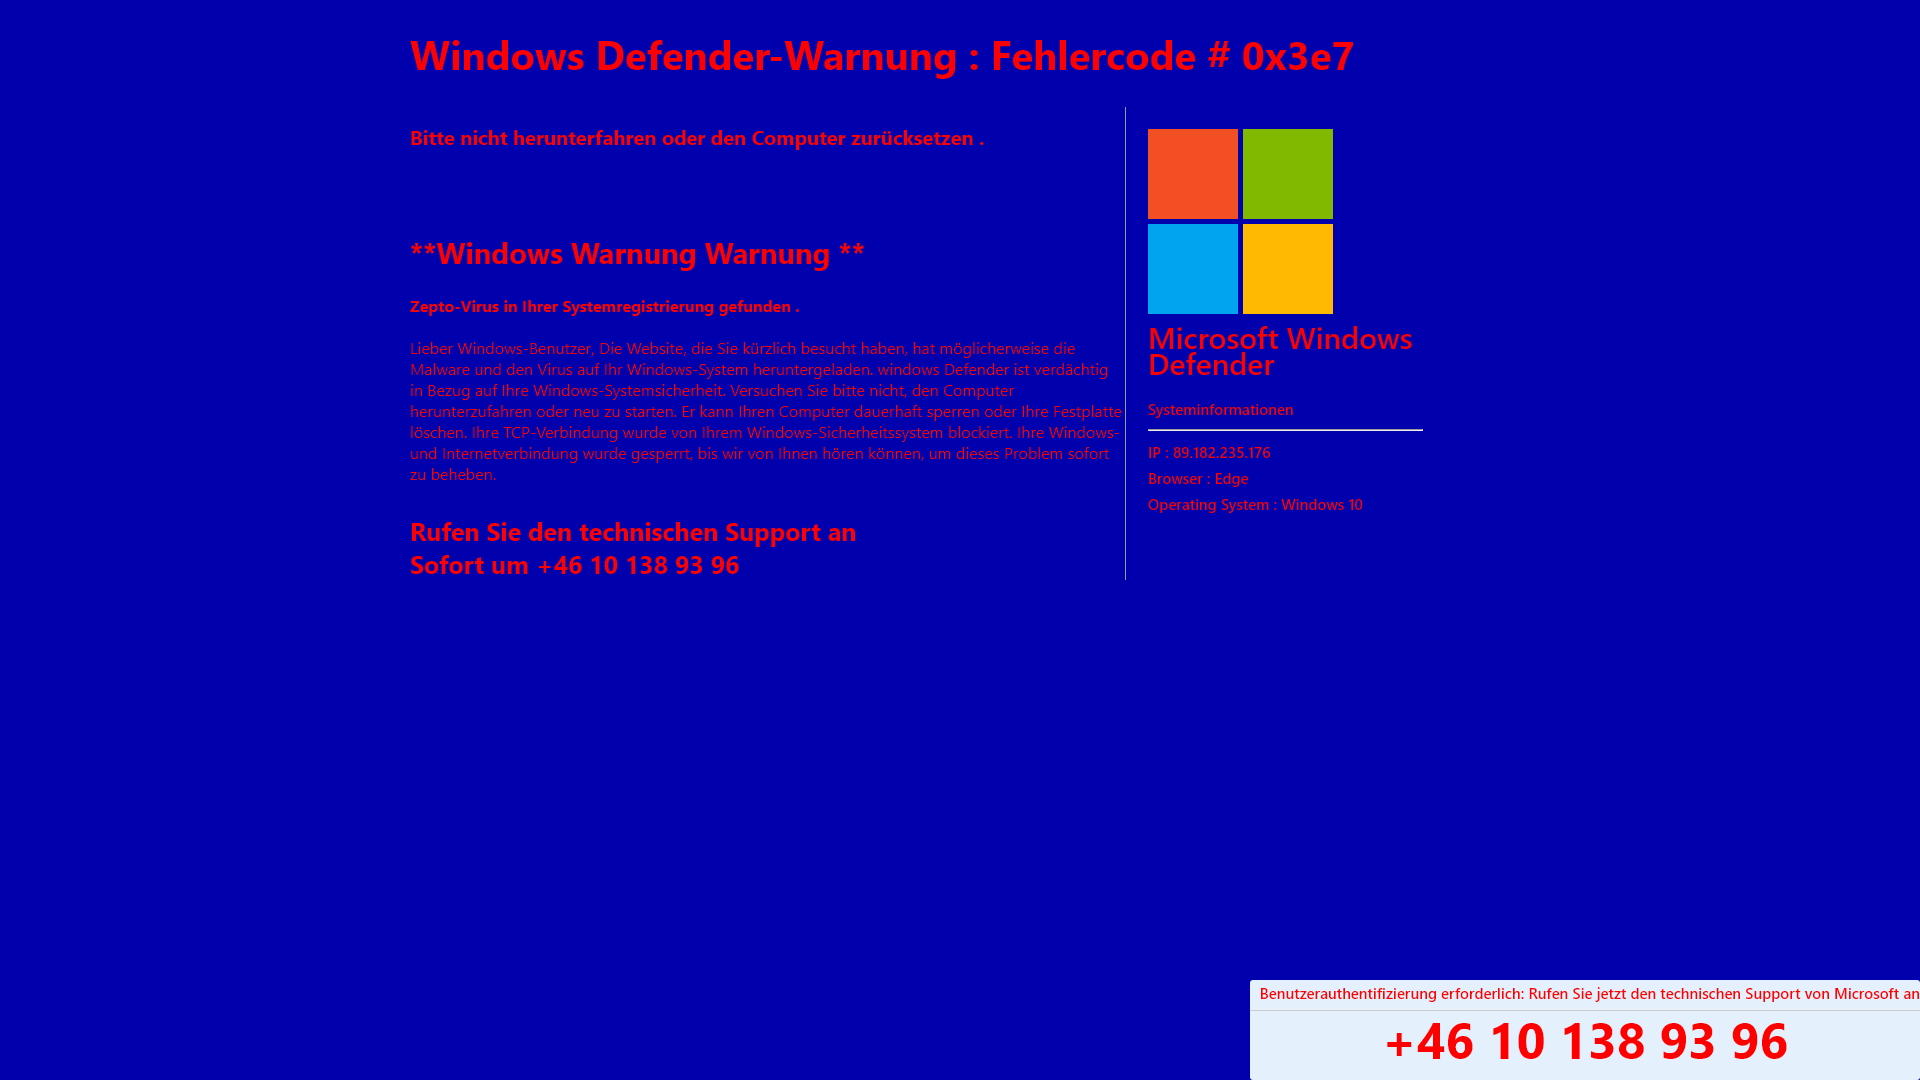 Windows Defender-Warnung : Fehlercode # 0x3e7
Bitte nicht herunterfahren oder den Computer zurücksetzen .
**Windows Warnung Warnung **
Zepto-Virus in Ihrer Systemregistrierung gefunden .
Lieber Windows-Benutzer, Die Website, die Sie kürzlich besucht haben, hat möglicherweise die
Malware und den Virus auf Ihr Windows-System heruntergeladen. windows Defender ist verdächtig
in Bezug auf Ihre Windows-Systemsicherheit. Versuchen Sie bitte nicht, den Computer
herunterzufahren oder neu zu starten. Er kann Ihren Computer dauerhaft sperren oder Ihre Festplatte
löschen. Ihre TCP-Verbindung wurde von Ihrem Windows-Sicherheitssystem blockiert. Ihre Windows-
und Internetverbindung wurde gesperrt, bis wir von Ihnen hören können, um dieses Problem sofort
zu beheben.
Rufen Sie den technischen Support an
Sofort um +46 10 138 93 96
Microsoft Windows
Defender
Systeminformationen
IP : 89.182.235.176
Browser : Edge
Operating System : Windows 10
Benutzerauthentifizierung erforderlich: Rufen Sie jetzt den technischen Support von Microsoft an
+46 10 138 93 96